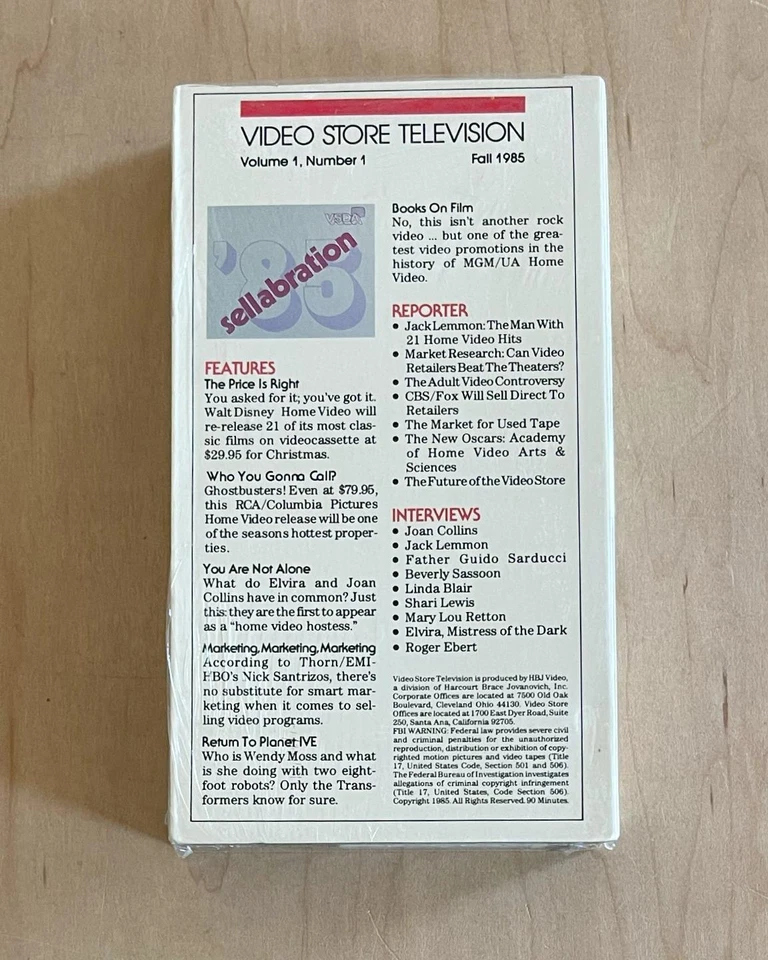 VIDEO STORE TELEVISION
Volume 1, Number 1
Fall 1985
VSDA
'85
sellabration
FEATURES
The Price Is Right
You asked for it; you've got it.
Walt Disney Home Video will
re-release 21 of its most clas-
sic films on videocassette at
$29.95 for Christmas.
Who You Gonna Call?
Ghostbusters! Even at $79.95,
this RCA/Columbia Pictures
Home Video release will be one
of the seasons hottest proper-
ties.
You Are Not Alone
What do Elvira and Joan
Collins have in common? Just
this: they are the first to appear
as a "home video hostess."
Marketing, Marketing, Marketing
According to Thorn/EMI-
HBO's Nick Santrizos, there's
no substitute for smart mar-
keting when it comes to sel-
ling video programs.
Return To Planet IVE
Who is Wendy Moss and what
is she doing with two eight-
foot robots? Only the Trans-
formers know for sure.
Books On Film
No, this isn't another rock
video ... but one of the grea-
test video promotions in the
history of MGM/UA Home
Video.
REPORTER
• Jack Lemmon: The Man With
21 Home Video Hits
• Market Research: Can Video
Retailers Beat The Theaters?
• The Adult Video Controversy
• CBS/Fox Will Sell Direct To
Retailers
• The Market for Used Tape
• The New Oscars: Academy
of Home Video Arts &
Sciences
• The Future of the Video Store
INTERVIEWS
• Joan Collins
• Jack Lemmon
• Father Guido Sarducci
• Beverly Sassoon
• Linda Blair
• Shari Lewis
• Mary Lou Retton
• Elvira, Mistress of the Dark
• Roger Ebert
Video Store Television is produced by HBJ Video,
a division of Harcourt Brace Jovanovich, Inc.
Corporate Offices are located at 7500 Old Oak
Boulevard, Cleveland Ohio 44130. Video Store
Offices are located at 1700 East Dyer Road, Suite
250, Santa Ana, California 92705.
FBI WARNING: Federal law provides severe civil
and criminal penalties for the unauthorized
reproduction, distribution or exhibition of copy-
righted motion pictures and video tapes (Title
17, United States Code, Section 501 and 506).
The Federal Bureau of Investigation investigates
allegations of criminal copyright infringement
(Title 17, United States, Code Section 506).
Copyright 1985. All Rights Reserved. 90 Minutes.